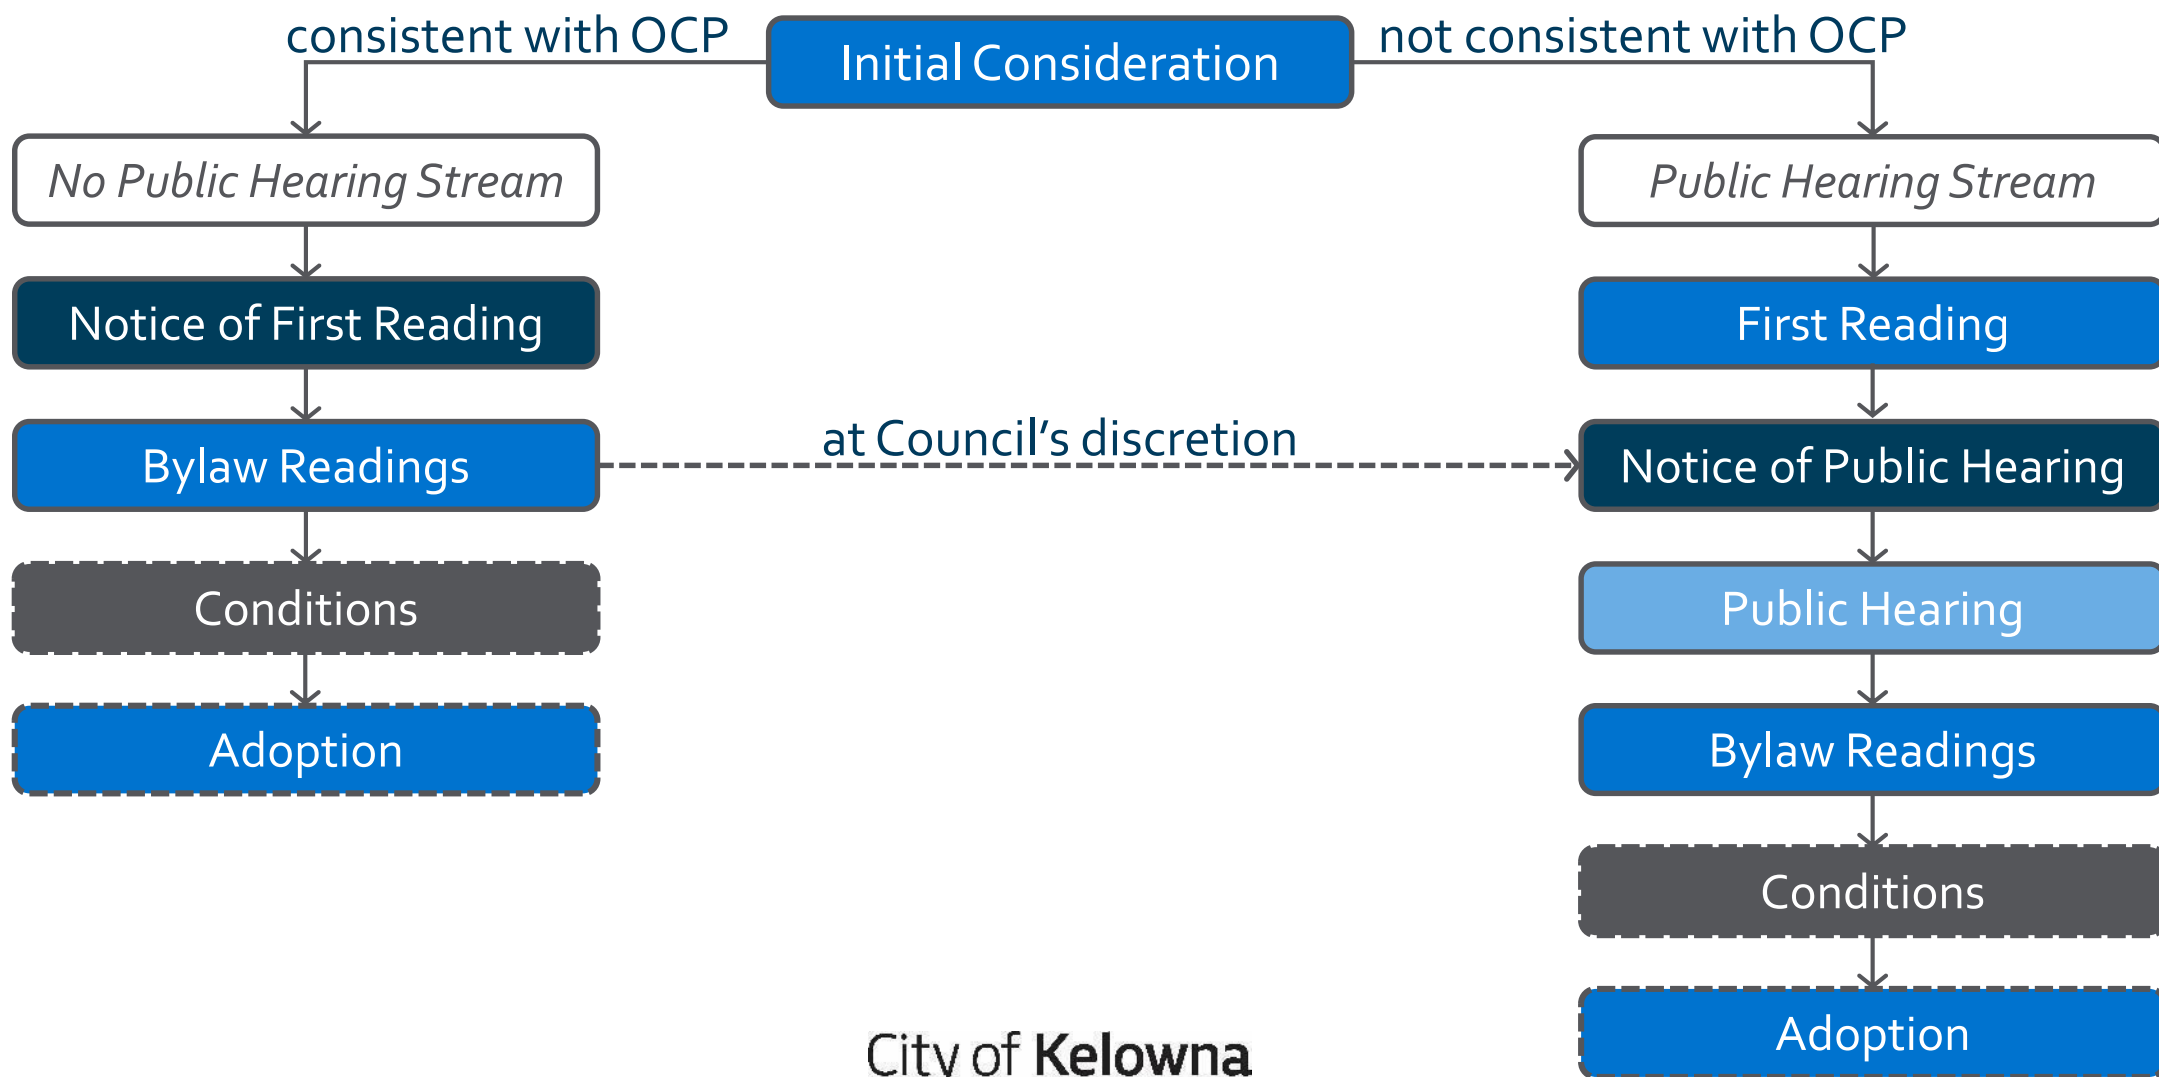 consistent with OCP
Initial Consideration
not consistent with OCP
No Public Hearing Stream
Notice of First Reading
Bylaw Readings
Conditions
Adoption
at Council’s discretion
Public Hearing Stream
First Reading
Notice of Public Hearing
Public Hearing
Bylaw Readings
Conditions
Adoption
City of Kelowna